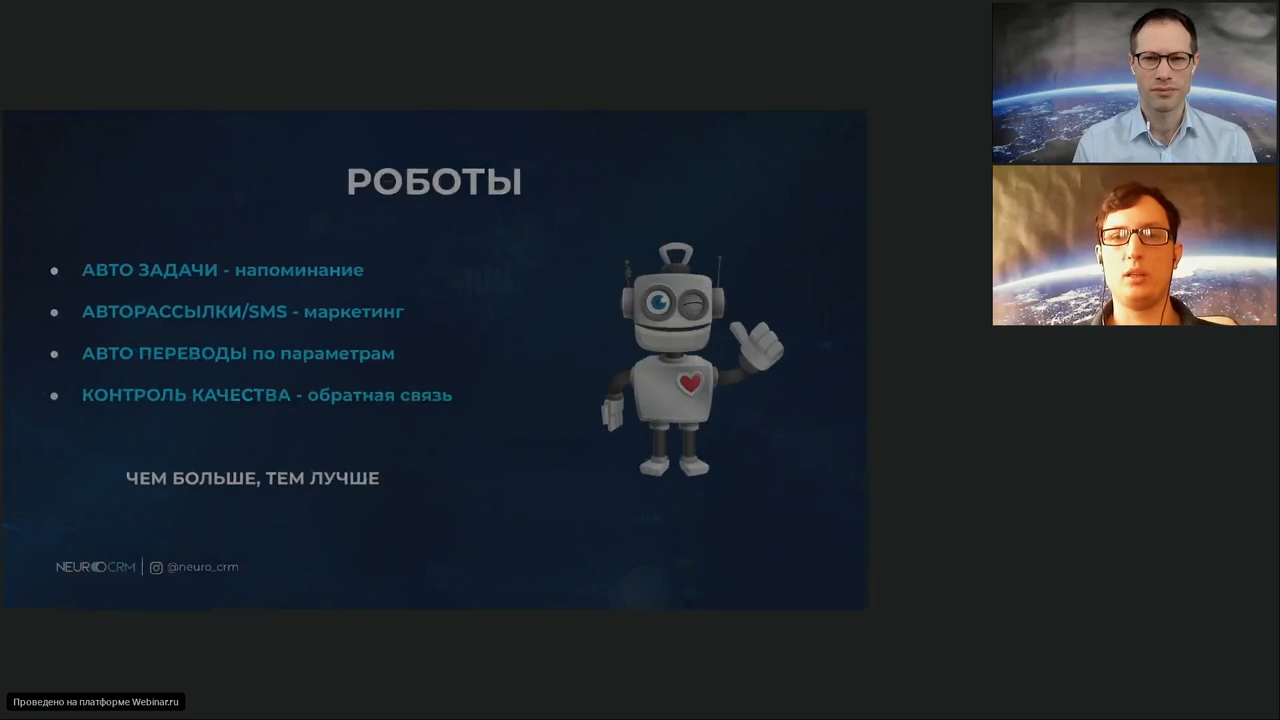 РОБОТЫ
АВТО ЗАДАЧИ - напоминание
АВТОРАССЫЛКИ/SMS - маркетинг
АВТО ПЕРЕВОДЫ по параметрам
КОНТРОЛЬ КАЧЕСТВА - обратная связь
ЧЕМ БОЛЬШЕ, ТЕМ ЛУЧШЕ
NEUROCRM @neuro_crm
Проведено на платформе Webinar.ru